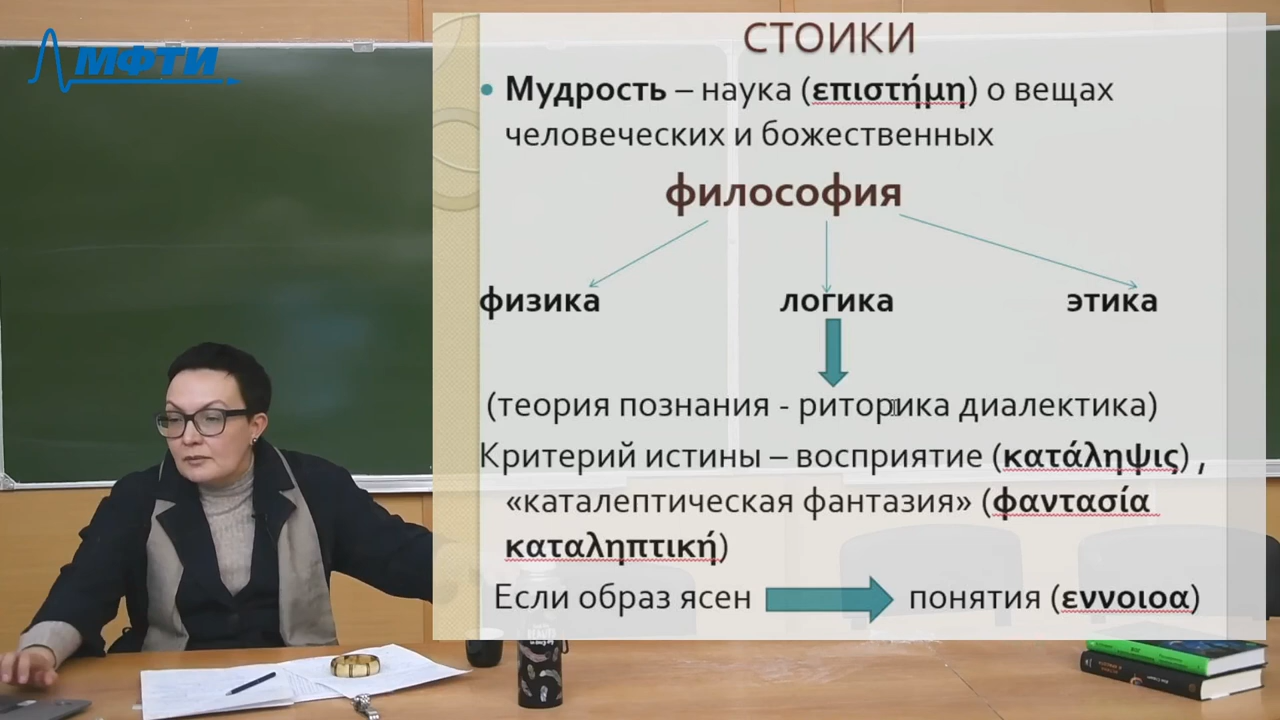 МФТИ
СТОИКИ
• Мудрость – наука (επιστήμη) о вещах
человеческих и божественных
философия
физика логика этика
(теория познания - риторика диалектика)
Критерий истины – восприятие (κατάληψις) ,
«каталептическая фантазия» (φαντασία
καταληπτική)
Если образ ясен понятия (εννοιοα)